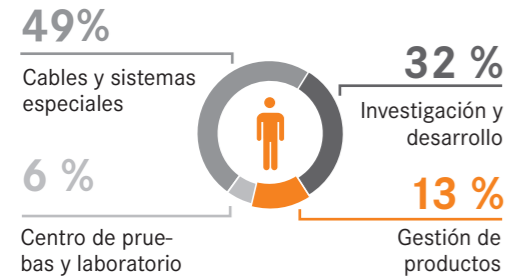 49%
Cables y sistemas
especiales
32 %
Investigación y
desarrollo
6 %
Centro de prue-
bas y laboratorio
13 %
Gestión de
productos